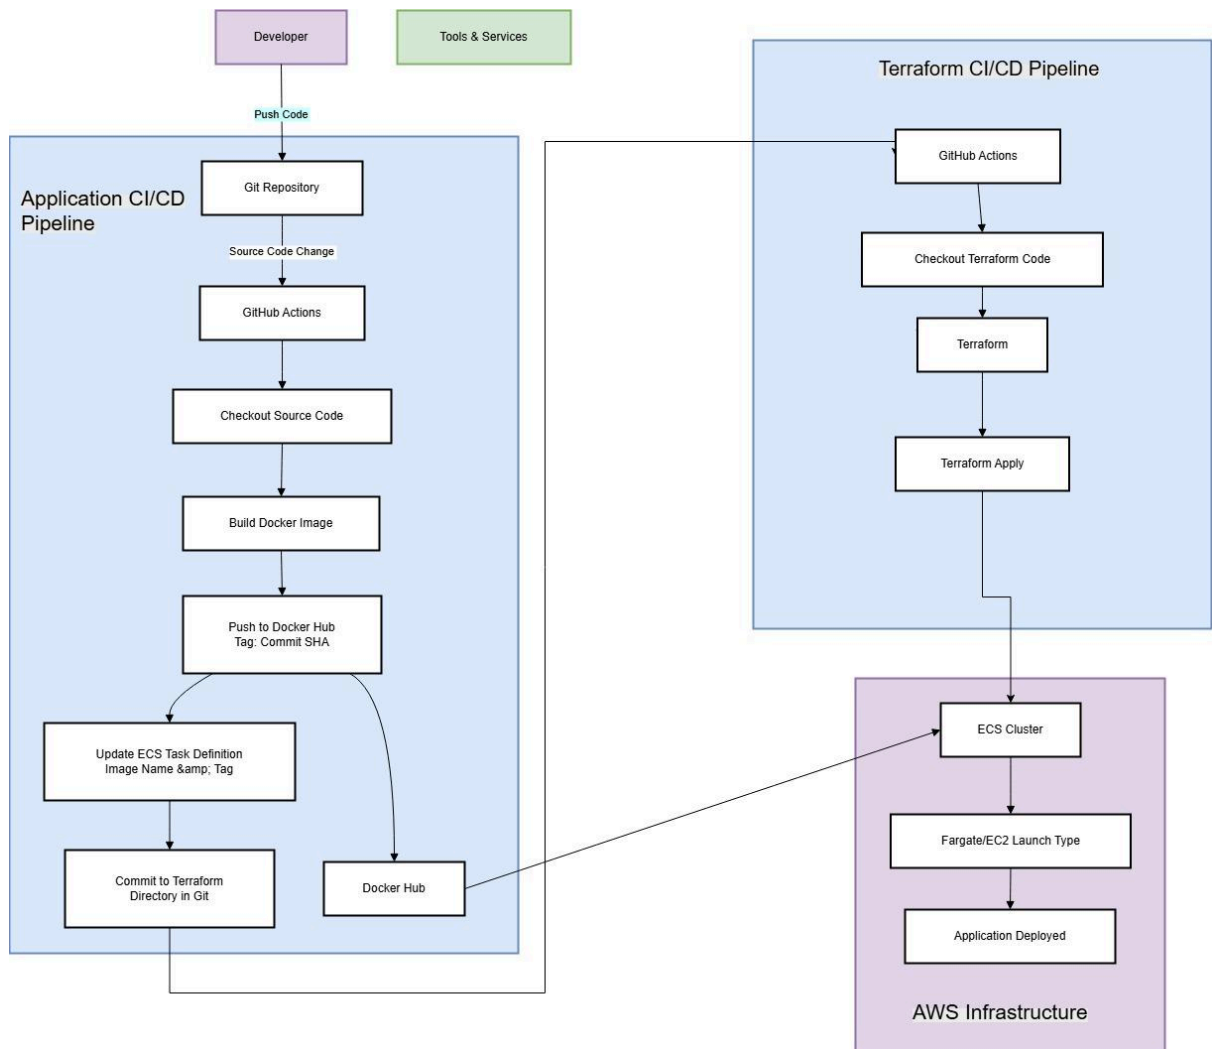 Developer
Tools & Services
Push Code
Application CI/CD
Pipeline
Git Repository
Source Code Change
GitHub Actions
Checkout Source Code
Build Docker Image
Push to Docker Hub
Tag: Commit SHA
Update ECS Task Definition
Image Name &amp; Tag
Commit to Terraform
Directory in Git
Docker Hub
Terraform CI/CD Pipeline
GitHub Actions
Checkout Terraform Code
Terraform
Terraform Apply
ECS Cluster
Fargate/EC2 Launch Type
Application Deployed
AWS Infrastructure